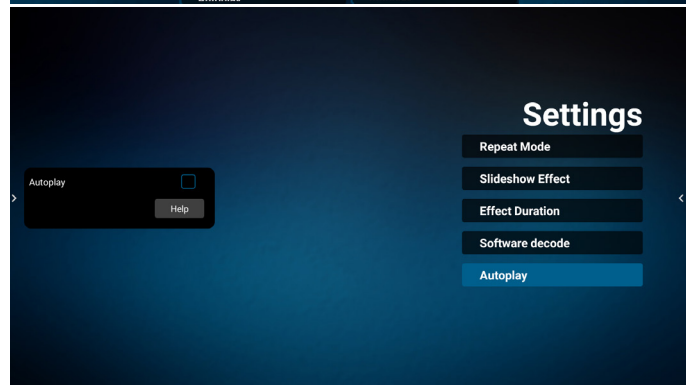 Settings
Repeat Mode
Slideshow Effect
Autoplay
Help
Effect Duration
Software decode
Autoplay